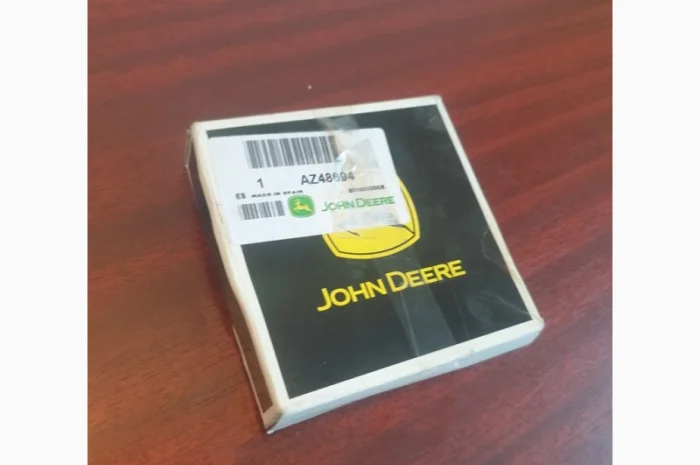 1 AZ48694
ES MADE IN SPAIN
JOHN DEERE
JOHN DEERE